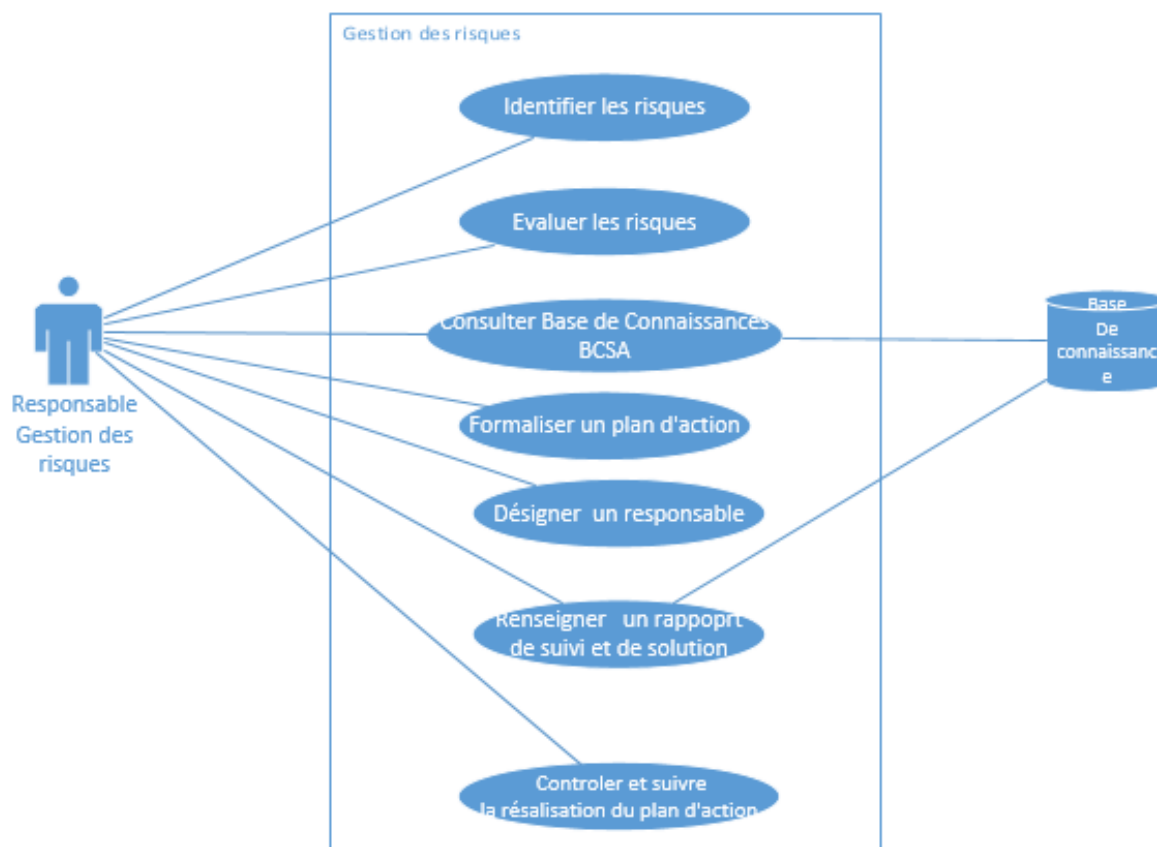 Gestion des risques
Identifier les risques
Evaluer les risques
Consulter Base de Connaissances
BCSA
Formaliser un plan d'action
Désigner un responsable
Renseigner un rappoprt
de suivi et de solution
Controler et suivre
la résalisation du plan d'action
Responsable
Gestion des
risques
Base
De
connaissanc
e